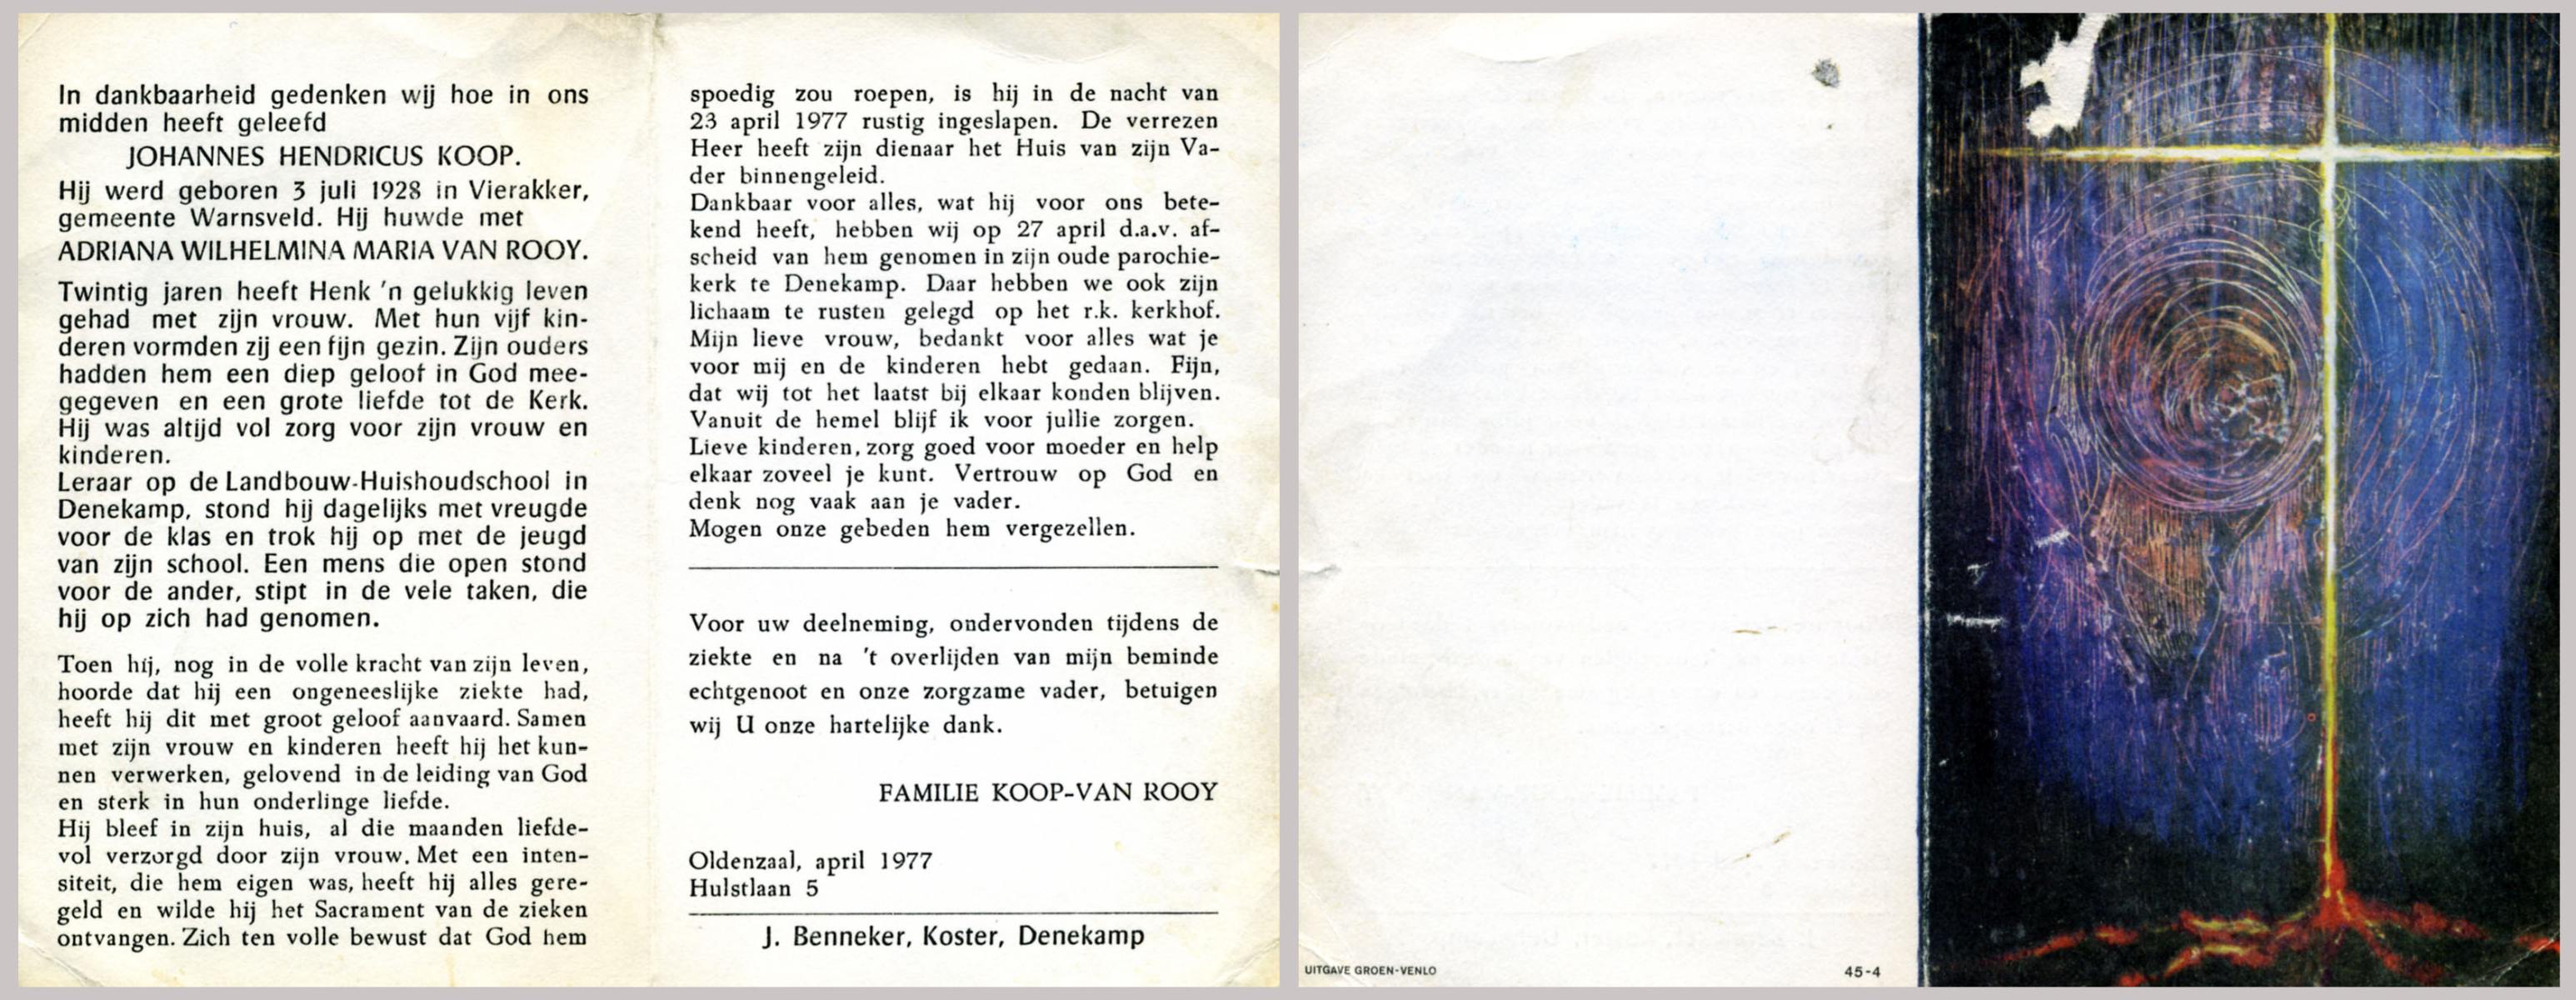 In dankbaarheid gedenken wij hoe in ons
midden heeft geleefd
JOHANNES HENDRICUS KOOP.
Hij werd geboren 3 juli 1928 in Vierakker,
gemeente Warnsveld. Hij huwde met
ADRIANA WILHELMINA MARIA VAN ROOY.
Twintig jaren heeft Henk 'n gelukkig leven
gehad met zijn vrouw. Met hun vijf kin-
deren vormden zij een fijn gezin. Zijn ouders
hadden hem een diep geloof in God mee-
gegeven en een grote liefde tot de Kerk.
Hij was altijd vol zorg voor zijn vrouw en
kinderen.
Leraar op de Landbouw-Huishoudschool in
Denekamp, stond hij dagelijks met vreugde
voor de klas en trok hij op met de jeugd
van zijn school. Een mens die open stond
voor de ander, stipt in de vele taken, die
hij op zich had genomen.
Toen hij, nog in de volle kracht van zijn leven,
hoorde dat hij een ongeneeslijke ziekte had,
heeft hij dit met groot geloof aanvaard. Samen
met zijn vrouw en kinderen heeft hij het kun-
nen verwerken, gelovend in de leiding van God
en sterk in hun onderlinge liefde.
Hij bleef in zijn huis, al die maanden liefde-
vol verzorgd door zijn vrouw. Met een inten-
siteit, die hem eigen was, heeft hij alles gere-
geld en wilde hij het Sacrament van de zieken
ontvangen. Zich ten volle bewust dat God hem
spoedig zou roepen, is hij in de nacht van
23 april 1977 rustig ingeslapen. De verrezen
Heer heeft zijn dienaar het Huis van zijn Va-
der binnengeleid.
Dankbaar voor alles, wat hij voor ons bete-
kend heeft, hebben wij op 27 april d.a.v. af-
scheid van hem genomen in zijn oude parochie-
kerk te Denekamp. Daar hebben we ook zijn
lichaam te rusten gelegd op het r.k. kerkhof.
Mijn lieve vrouw, bedankt voor alles wat je
voor mij en de kinderen hebt gedaan. Fijn,
dat wij tot het laatst bij elkaar konden blijven.
Vanuit de hemel blijf ik voor jullie zorgen.
Lieve kinderen, zorg goed voor moeder en help
elkaar zoveel je kunt. Vertrouw op God en
denk nog vaak aan je vader.
Mogen onze gebeden hem vergezellen.
Voor uw deelneming, ondervonden tijdens de
ziekte en na 't overlijden van mijn beminde
echtgenoot en onze zorgzame vader, betuigen
wij U onze hartelijke dank.
FAMILIE KOOP-VAN ROOY
Oldenzaal, april 1977
Hulstlaan 5
J. Benneker, Koster, Denekamp
UITGAVE GROEN-VENLO
45-4